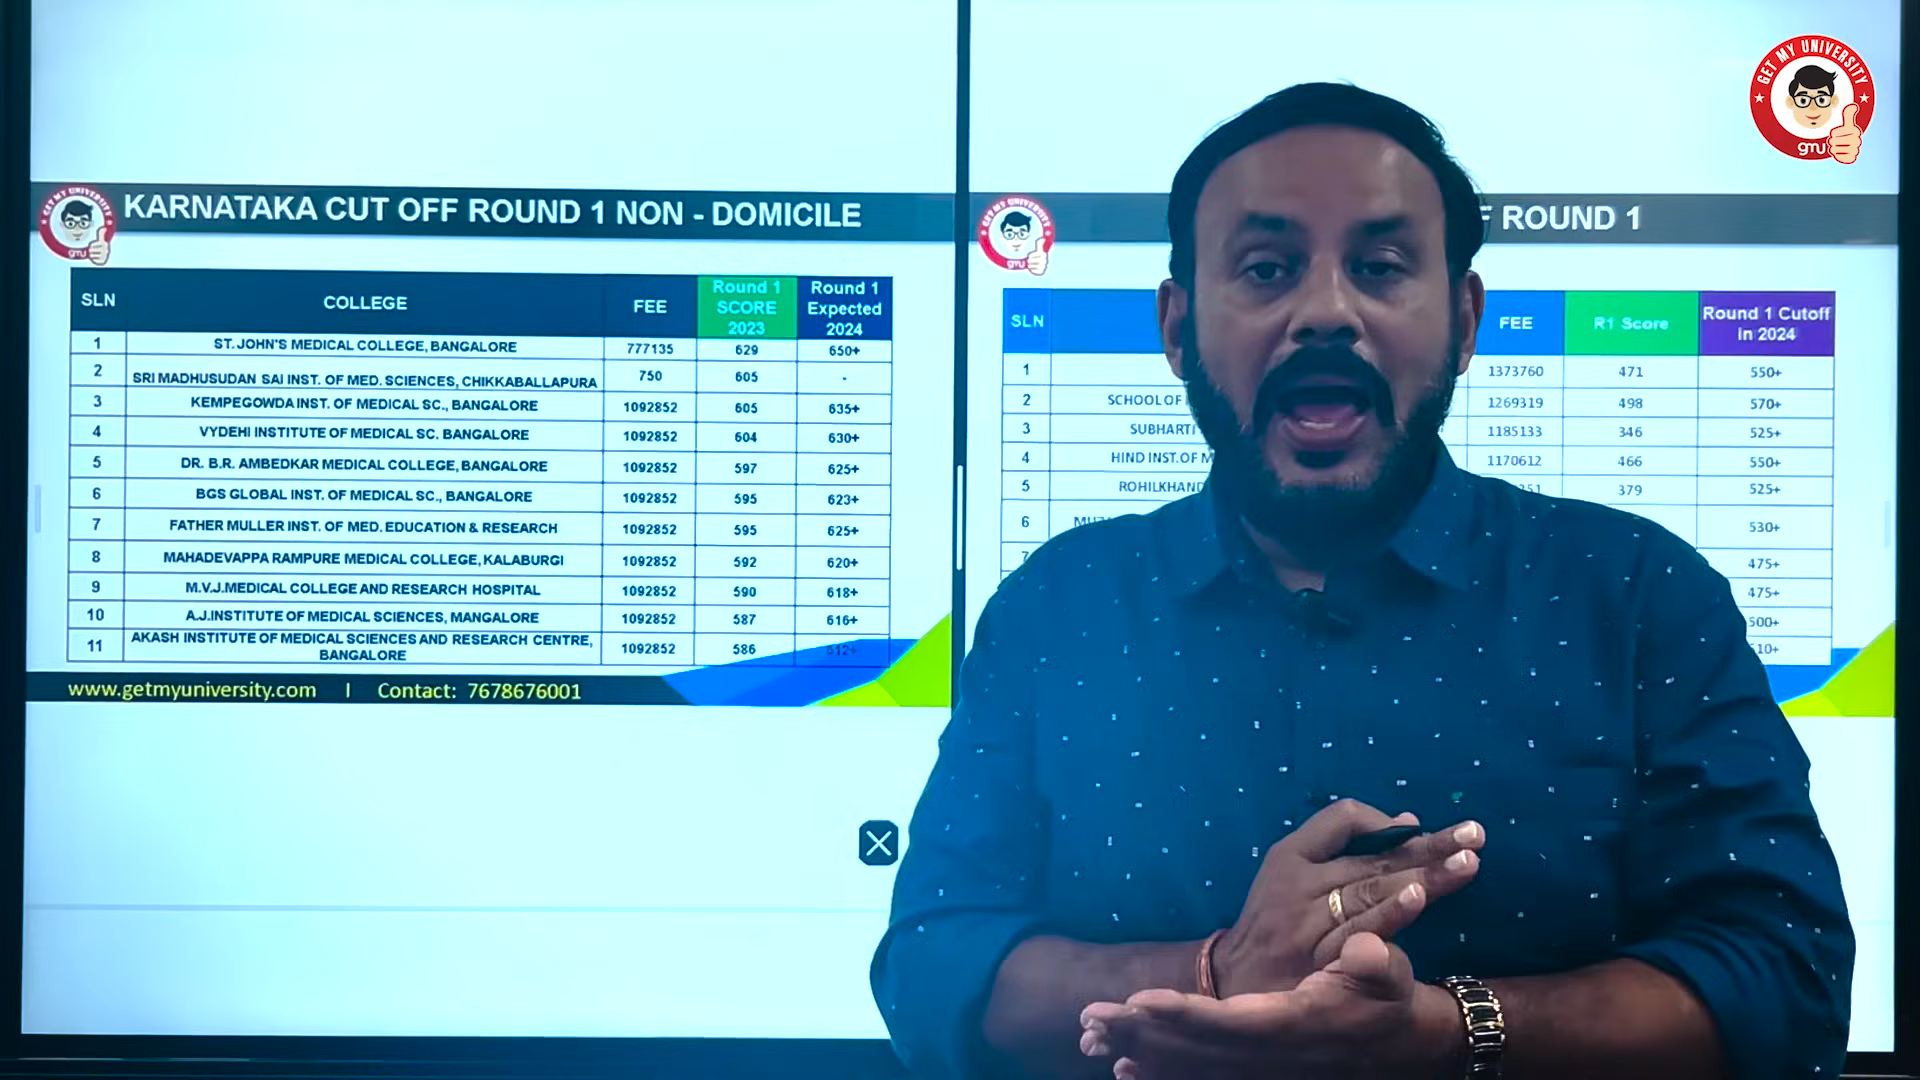 GET MY UNIVERSITY
gmu
KARNATAKA CUT OFF ROUND 1 NON - DOMICILE
SLN COLLEGE FEE Round 1 SCORE 2023 Round 1 Expected 2024
1 ST. JOHN'S MEDICAL COLLEGE, BANGALORE 777135 629 650+
2 SRI MADHUSUDAN SAI INST. OF MED. SCIENCES, CHIKKABALLAPURA 750 605 -
3 KEMPEGOWDA INST. OF MEDICAL SC., BANGALORE 1092852 605 635+
4 VYDEHI INSTITUTE OF MEDICAL SC. BANGALORE 1092852 604 630+
5 DR. B.R. AMBEDKAR MEDICAL COLLEGE, BANGALORE 1092852 597 625+
6 BGS GLOBAL INST. OF MEDICAL SC., BANGALORE 1092852 595 623+
7 FATHER MULLER INST. OF MED. EDUCATION & RESEARCH 1092852 595 625+
8 MAHADEVAPPA RAMPURE MEDICAL COLLEGE, KALABURGI 1092852 592 620+
9 M.V.J.MEDICAL COLLEGE AND RESEARCH HOSPITAL 1092852 590 618+
10 A.J.INSTITUTE OF MEDICAL SCIENCES, MANGALORE 1092852 587 616+
11 AKASH INSTITUTE OF MEDICAL SCIENCES AND RESEARCH CENTRE, BANGALORE 1092852 586 612+
www.getmyuniversity.com | Contact: 7678676001
F ROUND 1
SLN FEE R1 Score Round 1 Cutoff in 2024
1 1373760 471 550+
2 SCHOOL OF 1269319 498 570+
3 SUBHARTI 1185133 346 525+
4 HIND INST.OF M 1170612 466 550+
5 ROHILKHAND 351 379 525+
6 530+
7 475+
475+
500+
10+